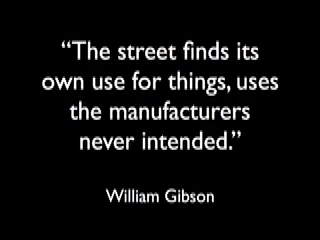 “The street finds its
own use for things, uses
the manufacturers
never intended.”
William Gibson